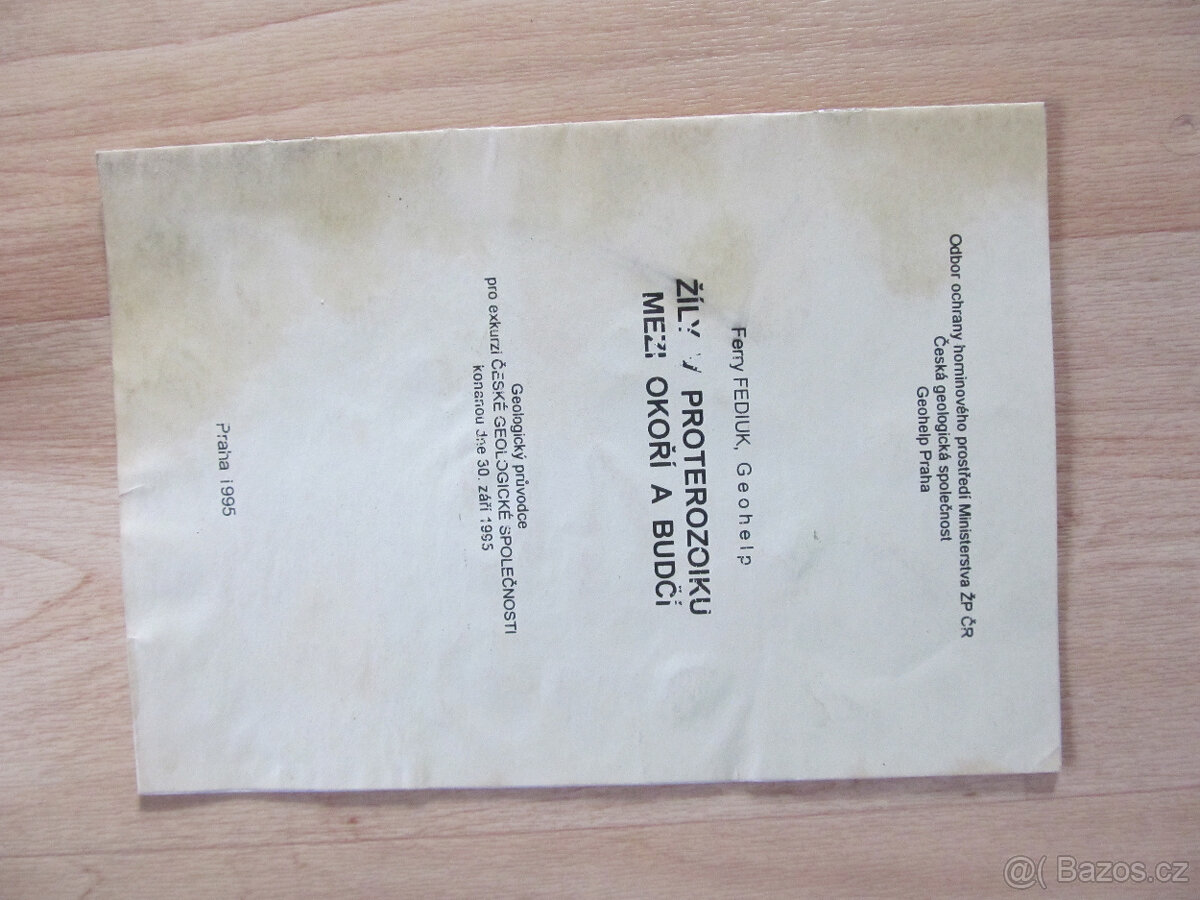 Odbor ochrany horninového prostředí Ministerstva ŽP ČR
Česká geologická společnost
Geohelp Praha
Ferry FEDIUK, Geohelp
ŽÍLY V PROTEROZOIKU
MEZI OKOŘÍ A BUDČÍ
Geologický průvodce
pro exkurzi ČESKÉ GEOLOGICKÉ SPOLEČNOSTI
konanou dne 30. září 1995
Praha 1995
@( Bazos.cz